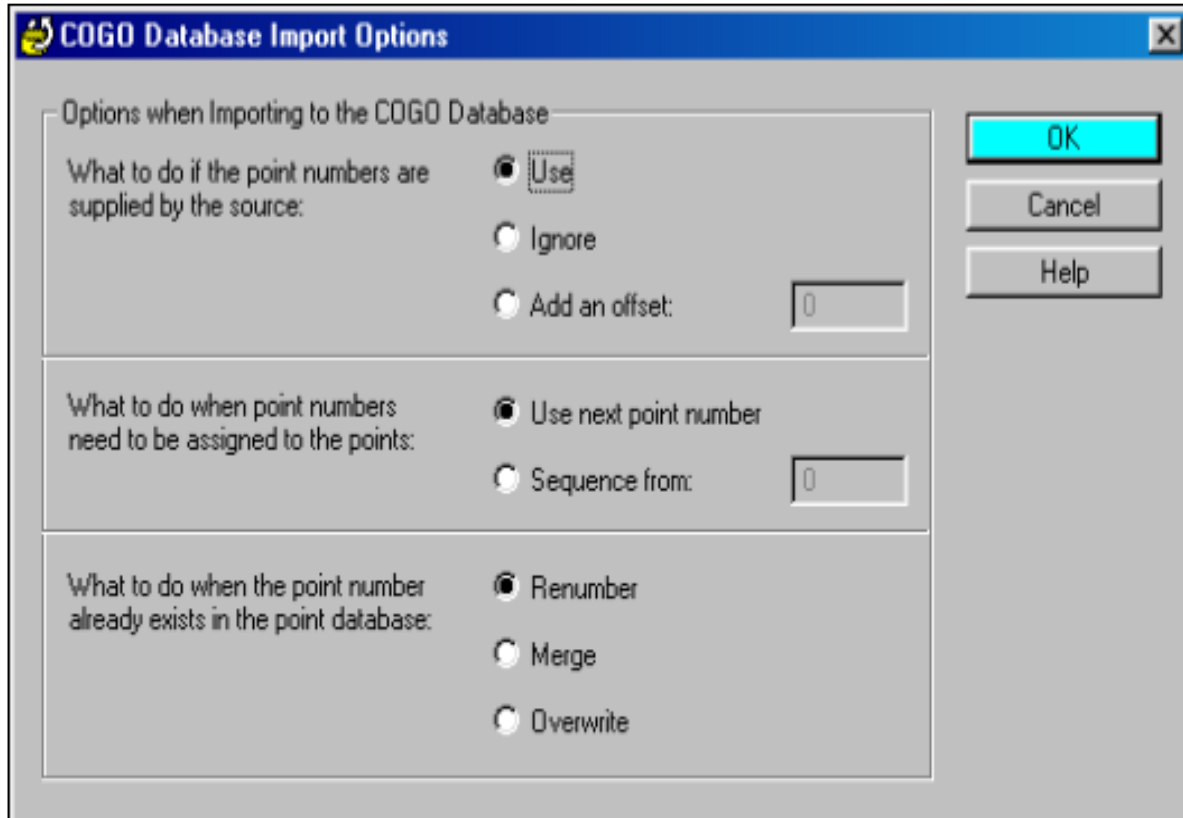 COGO Database Import Options
Options when Importing to the COGO Database
What to do if the point numbers are
supplied by the source:
Use
Ignore
Add an offset:
0
What to do when point numbers
need to be assigned to the points:
Use next point number
Sequence from:
0
What to do when the point number
already exists in the point database:
Renumber
Merge
Overwrite
OK
Cancel
Help